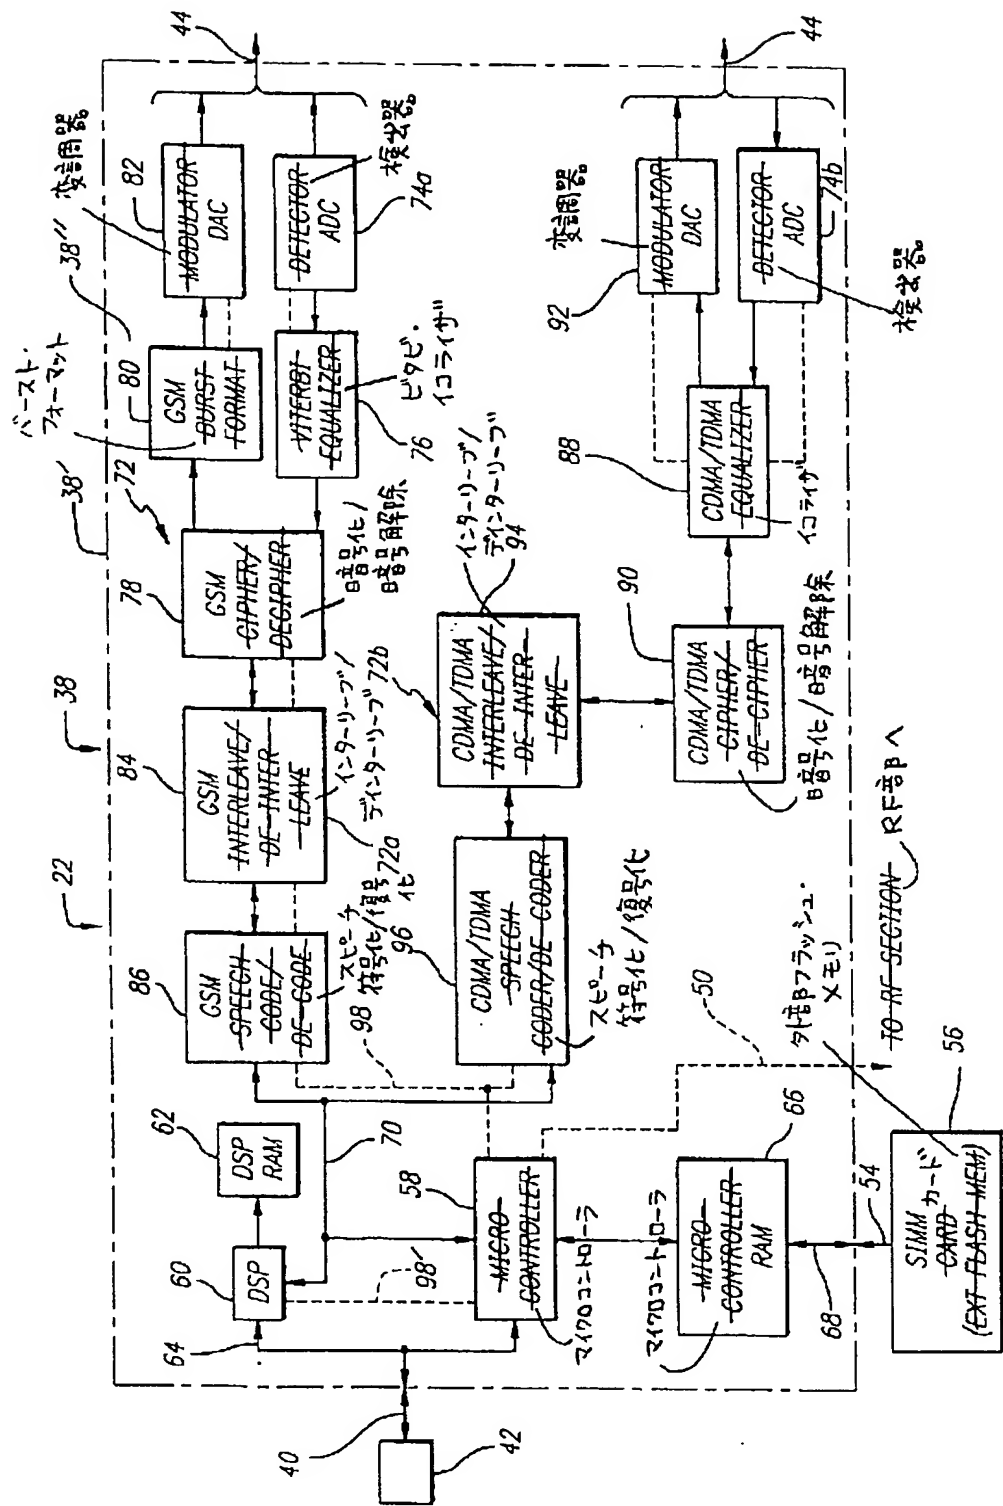 22
38
38'
38''
44
86
GSM
SPEECH
CODE/
DE-CODE
スピーチ
符号化/復号
化
84
GSM
INTERLEAVE/
DE-INTER
LEAVE
インターリーブ/
デインターリーブ
72a
78
GSM
CIPHER/
DECIPHER
暗号化/
暗号解除
72
バースト・
フォーマット
80
GSM
BURST
FORMAT
82
変調器
MODULATOR
DAC
VITERBI
EQUALIZER
ビタビ・
イコライザ
76
DETECTOR
ADC
検出器
74a
62
DSP
RAM
60
DSP
64
70
98
98'
40
42
58
MICRO-
CONTROLLER
マイクロコントローラ
66
MICRO-
CONTROLLER
RAM
マイクロコントローラ
68
54
56
SIMM
CARD
カード
(EXT FLASH MEM)
外部フラッシュ・
メモリ
50
TO RF SECTION
RF部へ
96
CDMA/TDMA
SPEECH
CODER/DE-CODER
スピーチ
符号化/復号化
72b
CDMA/TDMA
INTERLEAVE/
DE-INTER-
LEAVE
インターリーブ/
デインターリーブ
94
90
CDMA/TDMA
CIPHER/
DE-CIPHER
暗号化/暗号解除
88
CDMA/TDMA
EQUALIZER
イコライザ
92
変調器
MODULATOR
DAC
DETECTOR
ADC
検出器
74b
44